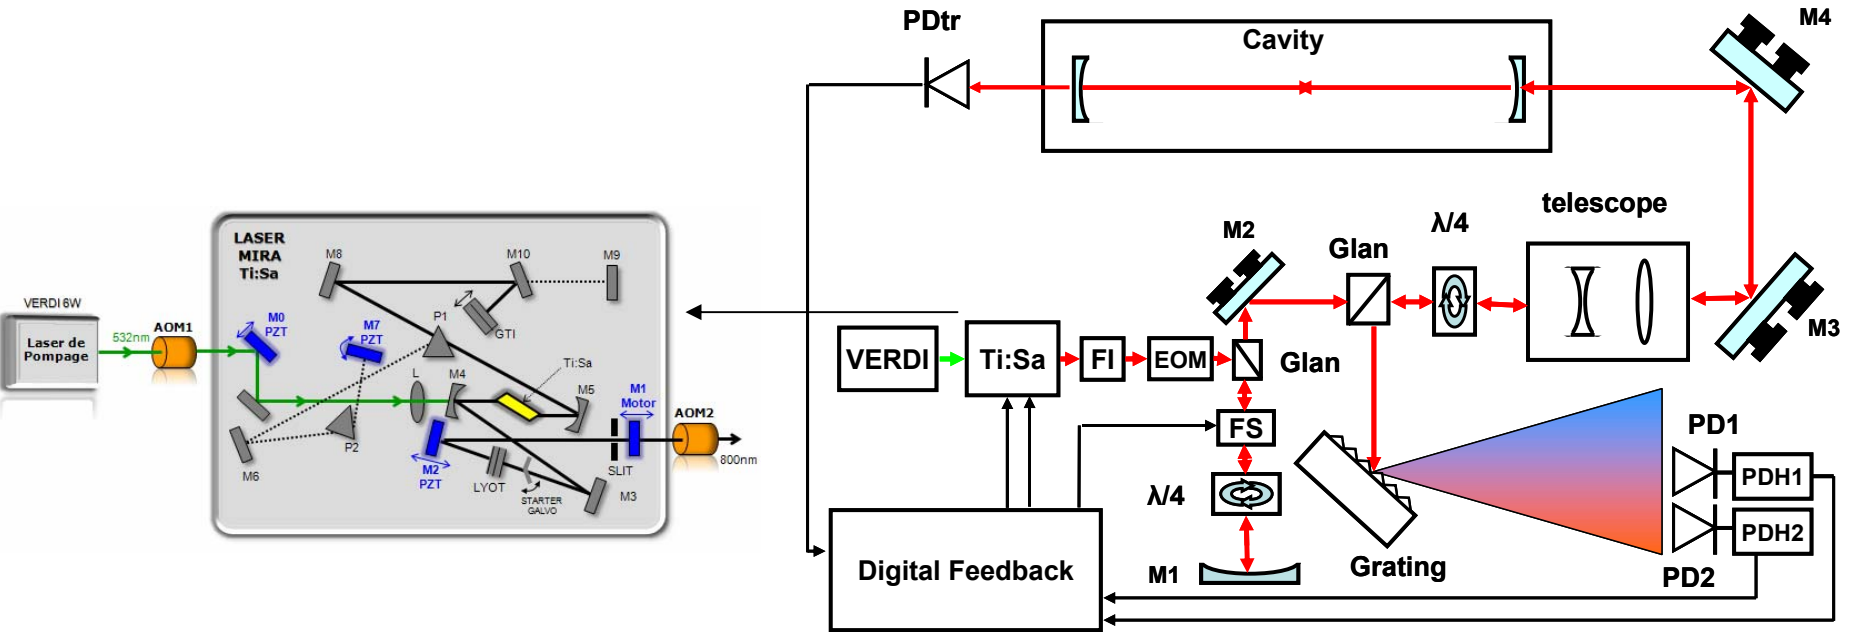 VERDI 6W
Laser de
Pompage
532nm
AOM1
LASER
MIRA
Ti:Sa
M0
PZT
M7
PZT
M8
M10
M9
GTI
P1
Ti:Sa
L
M4
M5
M1
Motor
AOM2
800nm
M6
P2
M2
PZT
LYOT
STARTER
GALVO
SLIT
M3
PDtr
Cavity
M4
telescope
λ/4
Glan
M2
M3
VERDI
Ti:Sa
FI
EOM
Glan
FS
λ/4
M1
Grating
PD1
PDH1
PDH2
PD2
Digital Feedback